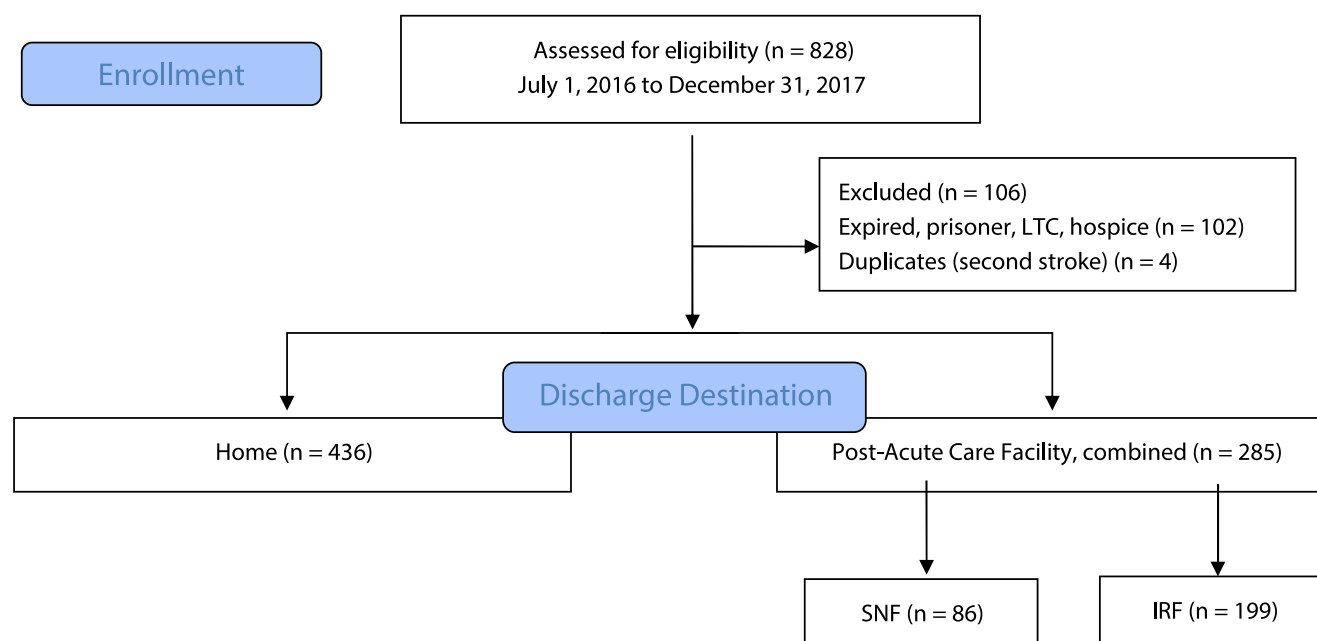 Enrollment
Assessed for eligibility (n = 828)
July 1, 2016 to December 31, 2017
Excluded (n = 106)
Expired, prisoner, LTC, hospice (n = 102)
Duplicates (second stroke) (n = 4)
Discharge Destination
Home (n = 436)
Post-Acute Care Facility, combined (n = 285)
SNF (n = 86)
IRF (n = 199)